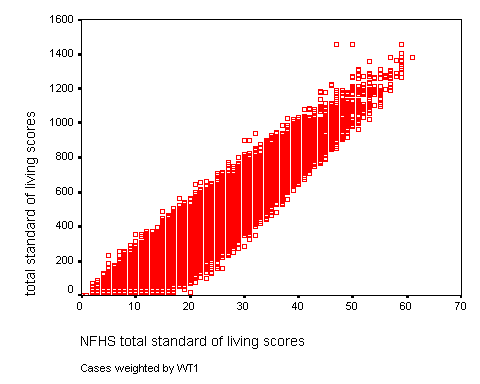 1600
1400
1200
1000
800
600
400
200
0
total standard of living scores
0 10 20 30 40 50 60 70
NFHS total standard of living scores
Cases weighted by WT1